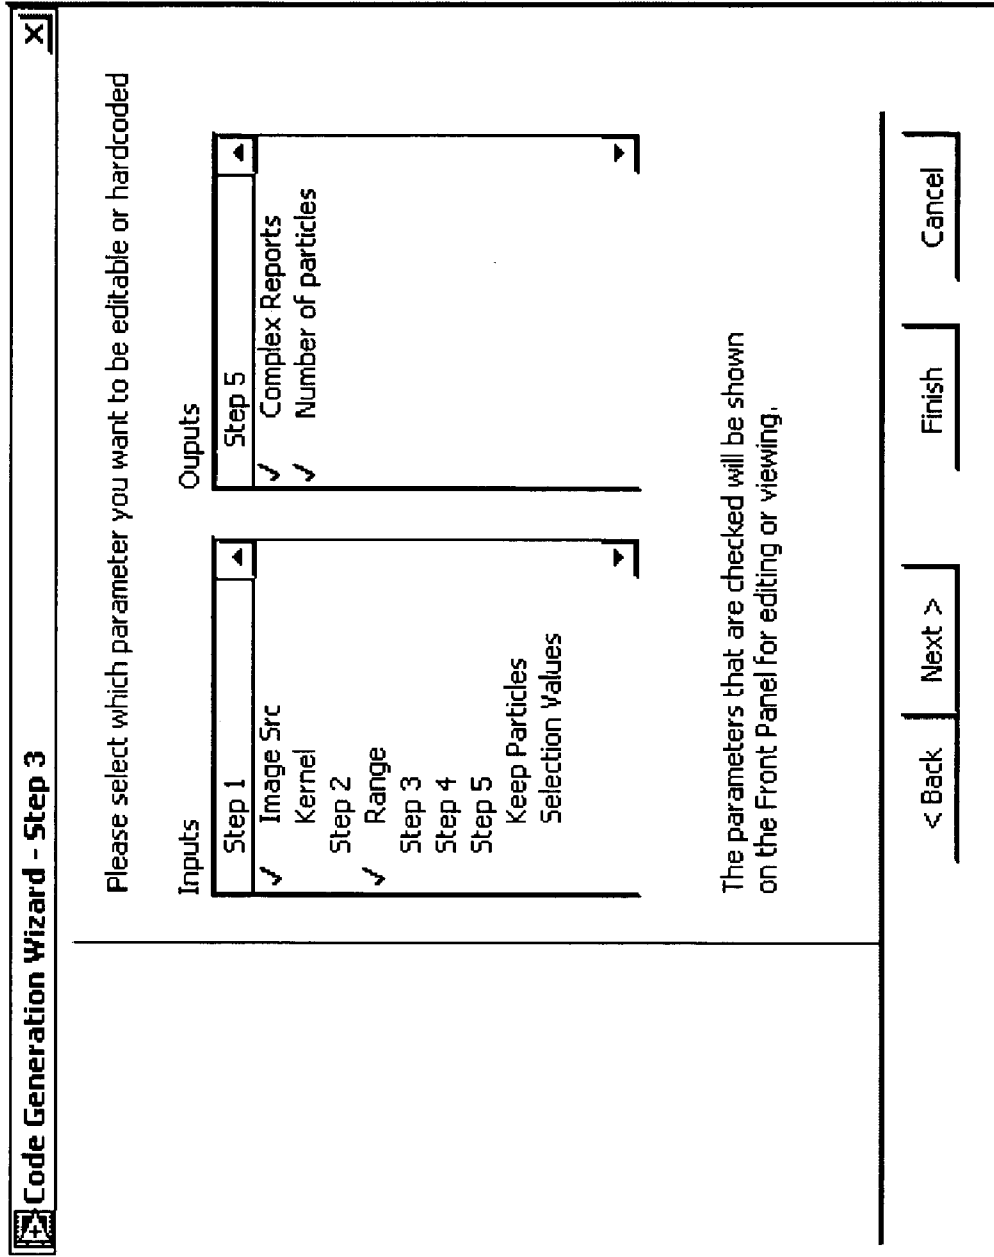 Code Generation Wizard - Step 3
Please select which parameter you want to be editable or hardcoded
Inputs
Step 1
Image Src
Kernel
Step 2
Range
Step 3
Step 4
Step 5
Keep Particles
Selection Values
Ouputs
Step 5
Complex Reports
Number of particles
The parameters that are checked will be shown
on the Front Panel for editing or viewing.
< Back
Next >
Finish
Cancel